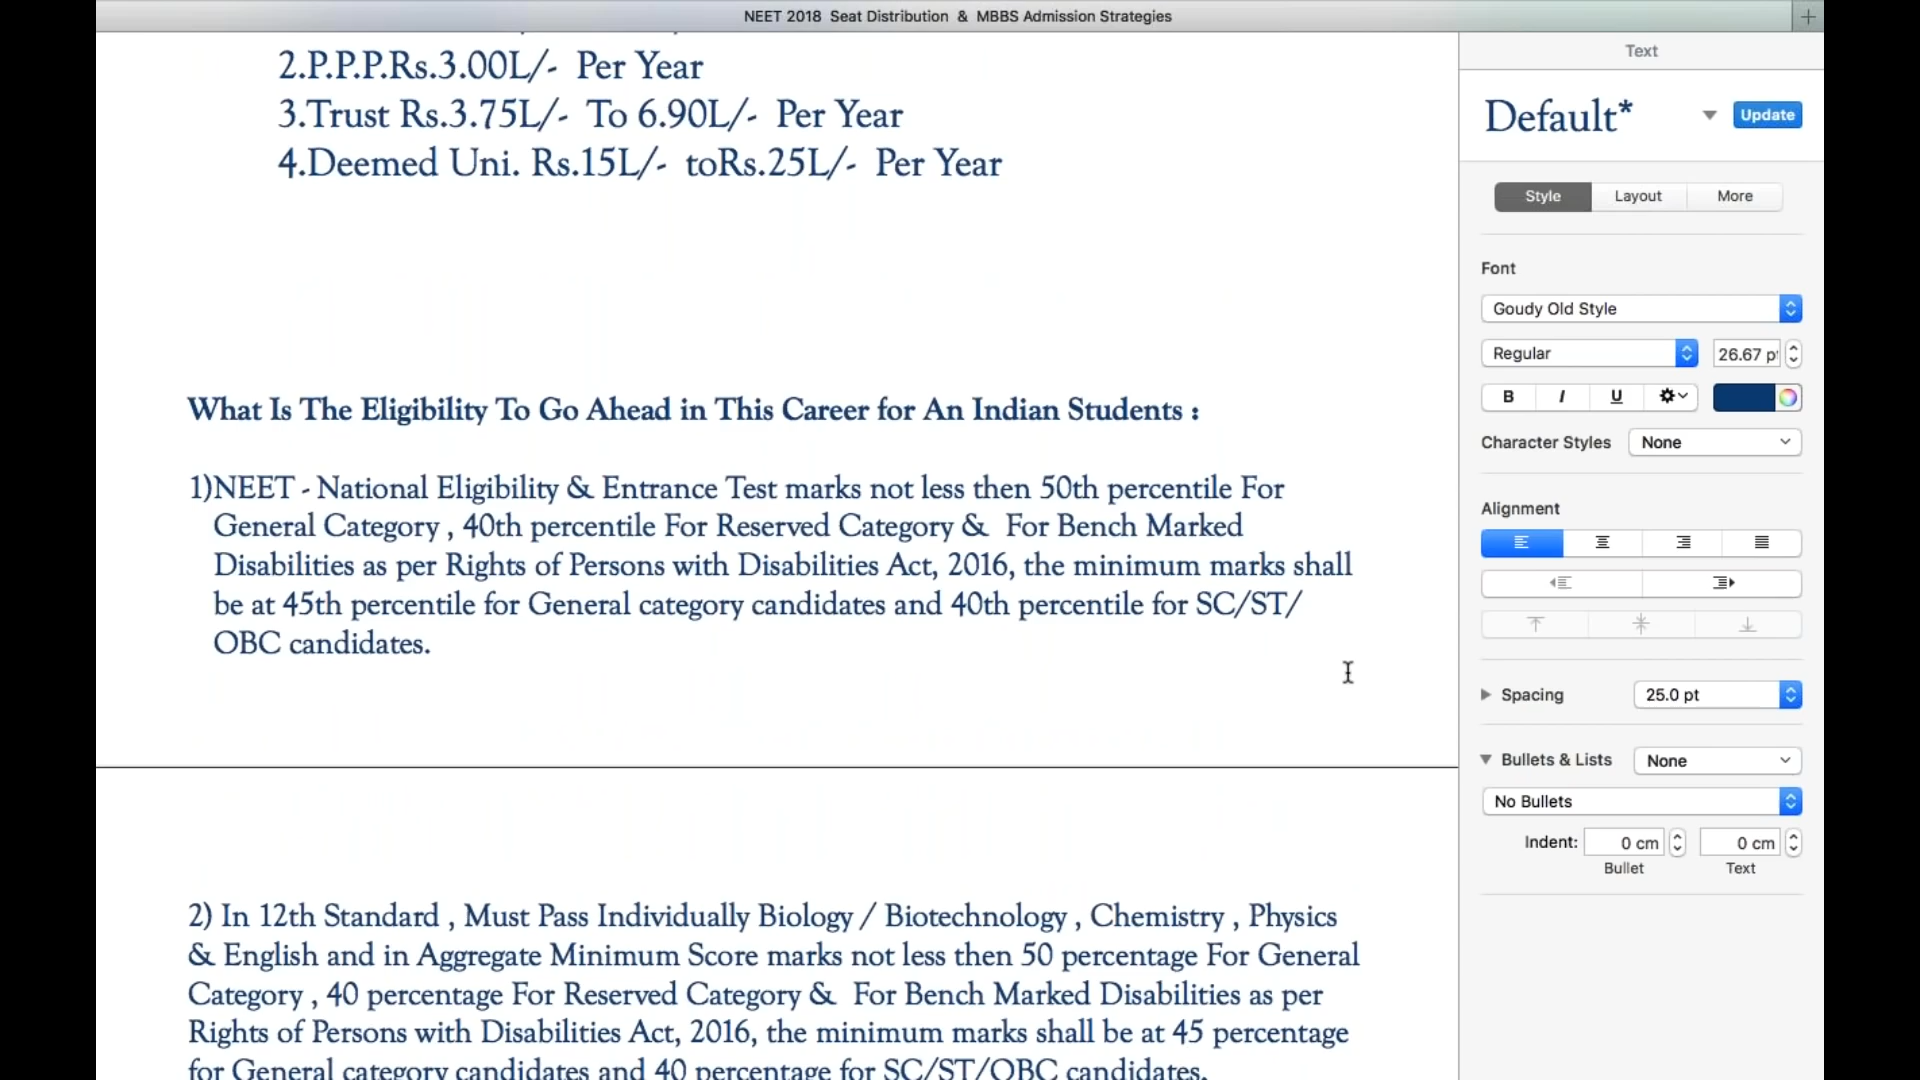 NEET 2018 Seat Distribution & MBBS Admission Strategies
2.P.P.P.Rs.3.00L/- Per Year
3.Trust Rs.3.75L/- To 6.90L/- Per Year
4.Deemed Uni. Rs.15L/- toRs.25L/- Per Year
What Is The Eligibility To Go Ahead in This Career for An Indian Students :
1)NEET - National Eligibility & Entrance Test marks not less then 50th percentile For
General Category , 40th percentile For Reserved Category & For Bench Marked
Disabilities as per Rights of Persons with Disabilities Act, 2016, the minimum marks shall
be at 45th percentile for General category candidates and 40th percentile for SC/ST/
OBC candidates.
2) In 12th Standard , Must Pass Individually Biology / Biotechnology , Chemistry , Physics
& English and in Aggregate Minimum Score marks not less then 50 percentage For General
Category , 40 percentage For Reserved Category & For Bench Marked Disabilities as per
Rights of Persons with Disabilities Act, 2016, the minimum marks shall be at 45 percentage
for General category candidates and 40 percentage for SC/ST/OBC candidates.
Text
Default*
Update
Style Layout More
Font
Goudy Old Style
Regular 26.67 p
B I U
Character Styles None
Alignment
Spacing 25.0 pt
Bullets & Lists None
No Bullets
Indent: 0 cm 0 cm
Bullet Text